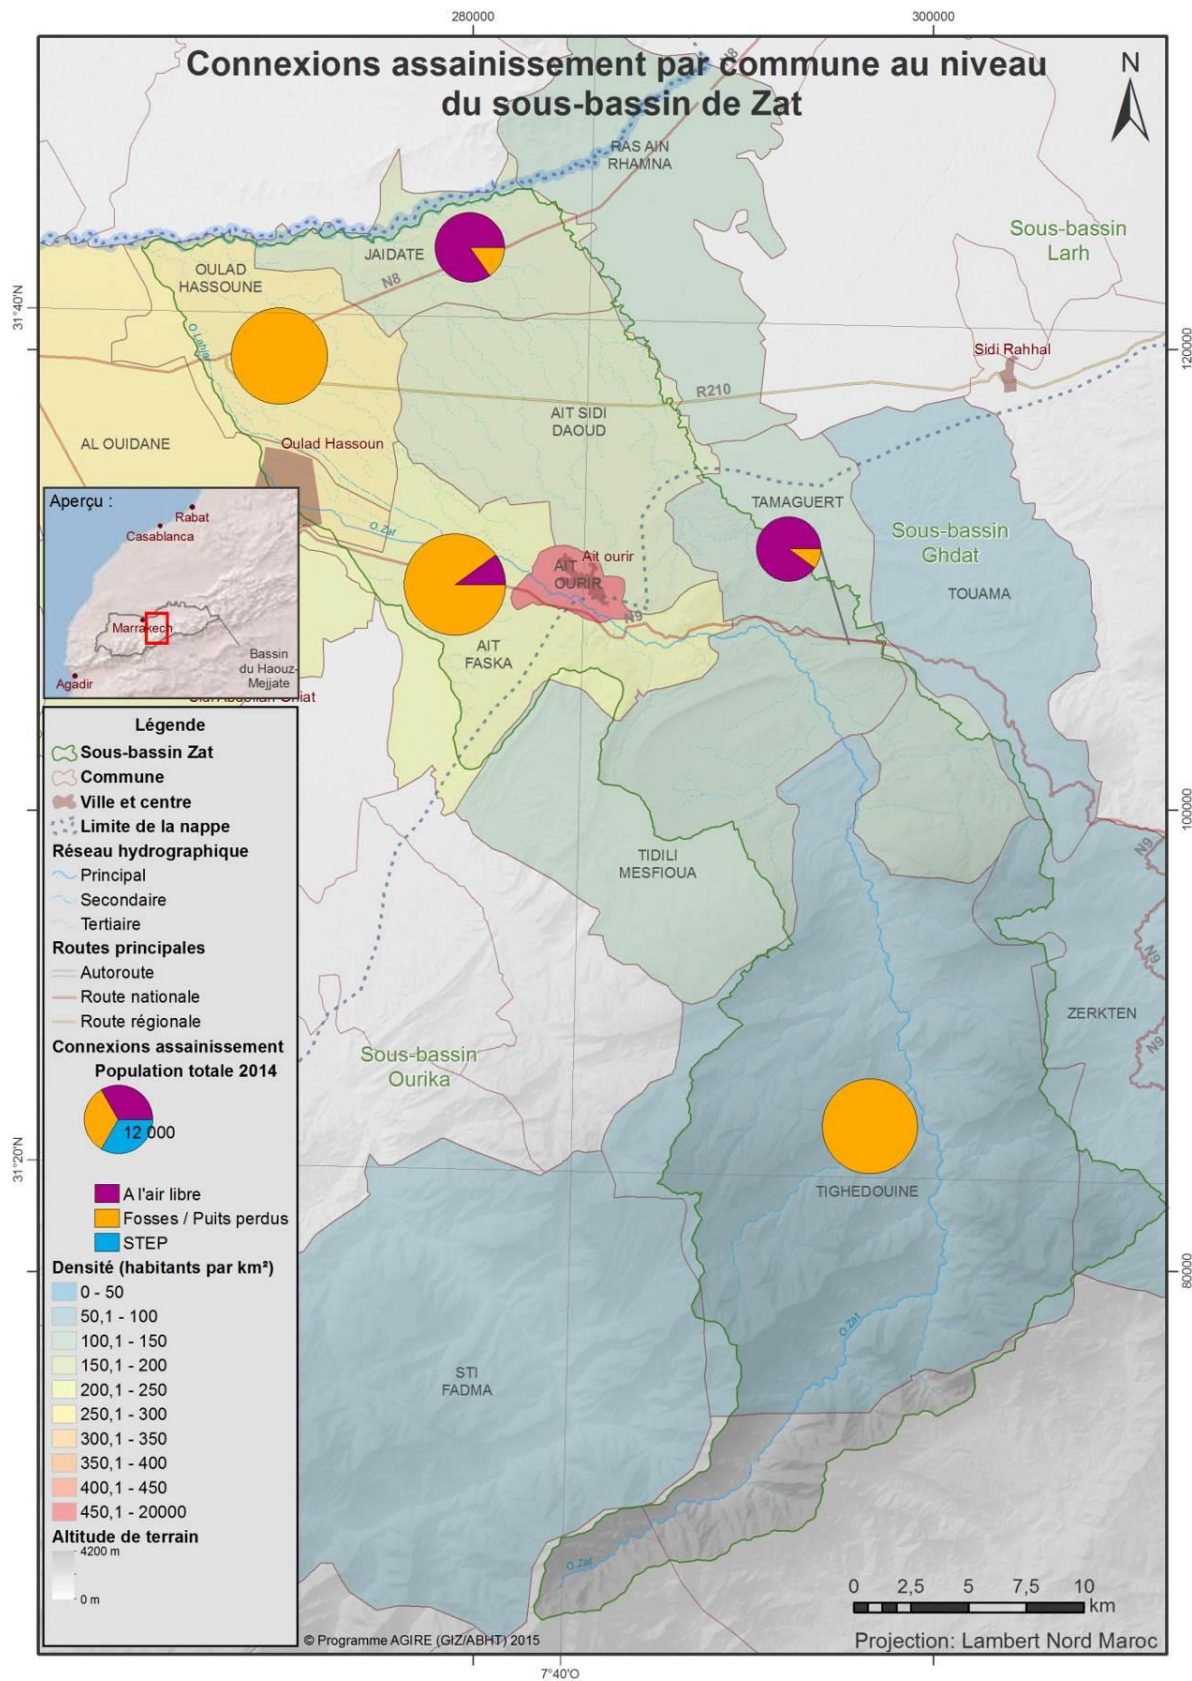 280000
300000
Connexions assainissement par commune au niveau
du sous-bassin de Zat
N
N8
RAS AIN
RHAMNA
Sous-bassin
Larh
JAIDATE
OULAD
HASSOUNE
N8
31°40'N
O Lahjar
Sidi Rahhal
120000
R210
AIT SIDI
DAOUD
AL OUIDANE
Oulad Hassoun
Aperçu :
Rabat
Casablanca
Marrakech
Agadir
Bassin
du Haouz-
Mejjate
TAMAGUERT
O Zat
Sous-bassin
Ghdat
TOUAMA
Ait ourir
AIT
OURIR
N9
AIT
FASKA
Légende
Sous-bassin Zat
Commune
Ville et centre
Limite de la nappe
Réseau hydrographique
Principal
Secondaire
Tertiaire
Routes principales
Autoroute
Route nationale
Route régionale
Connexions assainissement
Population totale 2014
12 000
A l'air libre
Fosses / Puits perdus
STEP
Densité (habitants par km²)
0 - 50
50,1 - 100
100,1 - 150
150,1 - 200
200,1 - 250
250,1 - 300
300,1 - 350
350,1 - 400
400,1 - 450
450,1 - 20000
Altitude de terrain
4200 m
0 m
100000
N9
TIDILI
MESFIOUA
N9
ZERKTEN
N9
Sous-bassin
Ourika
31°20'N
TIGHEDOUINE
80000
O Zat
STI
FADMA
O Zat
0 2,5 5 7,5 10
km
© Programme AGIRE (GIZ/ABHT) 2015
Projection: Lambert Nord Maroc
7°40'O